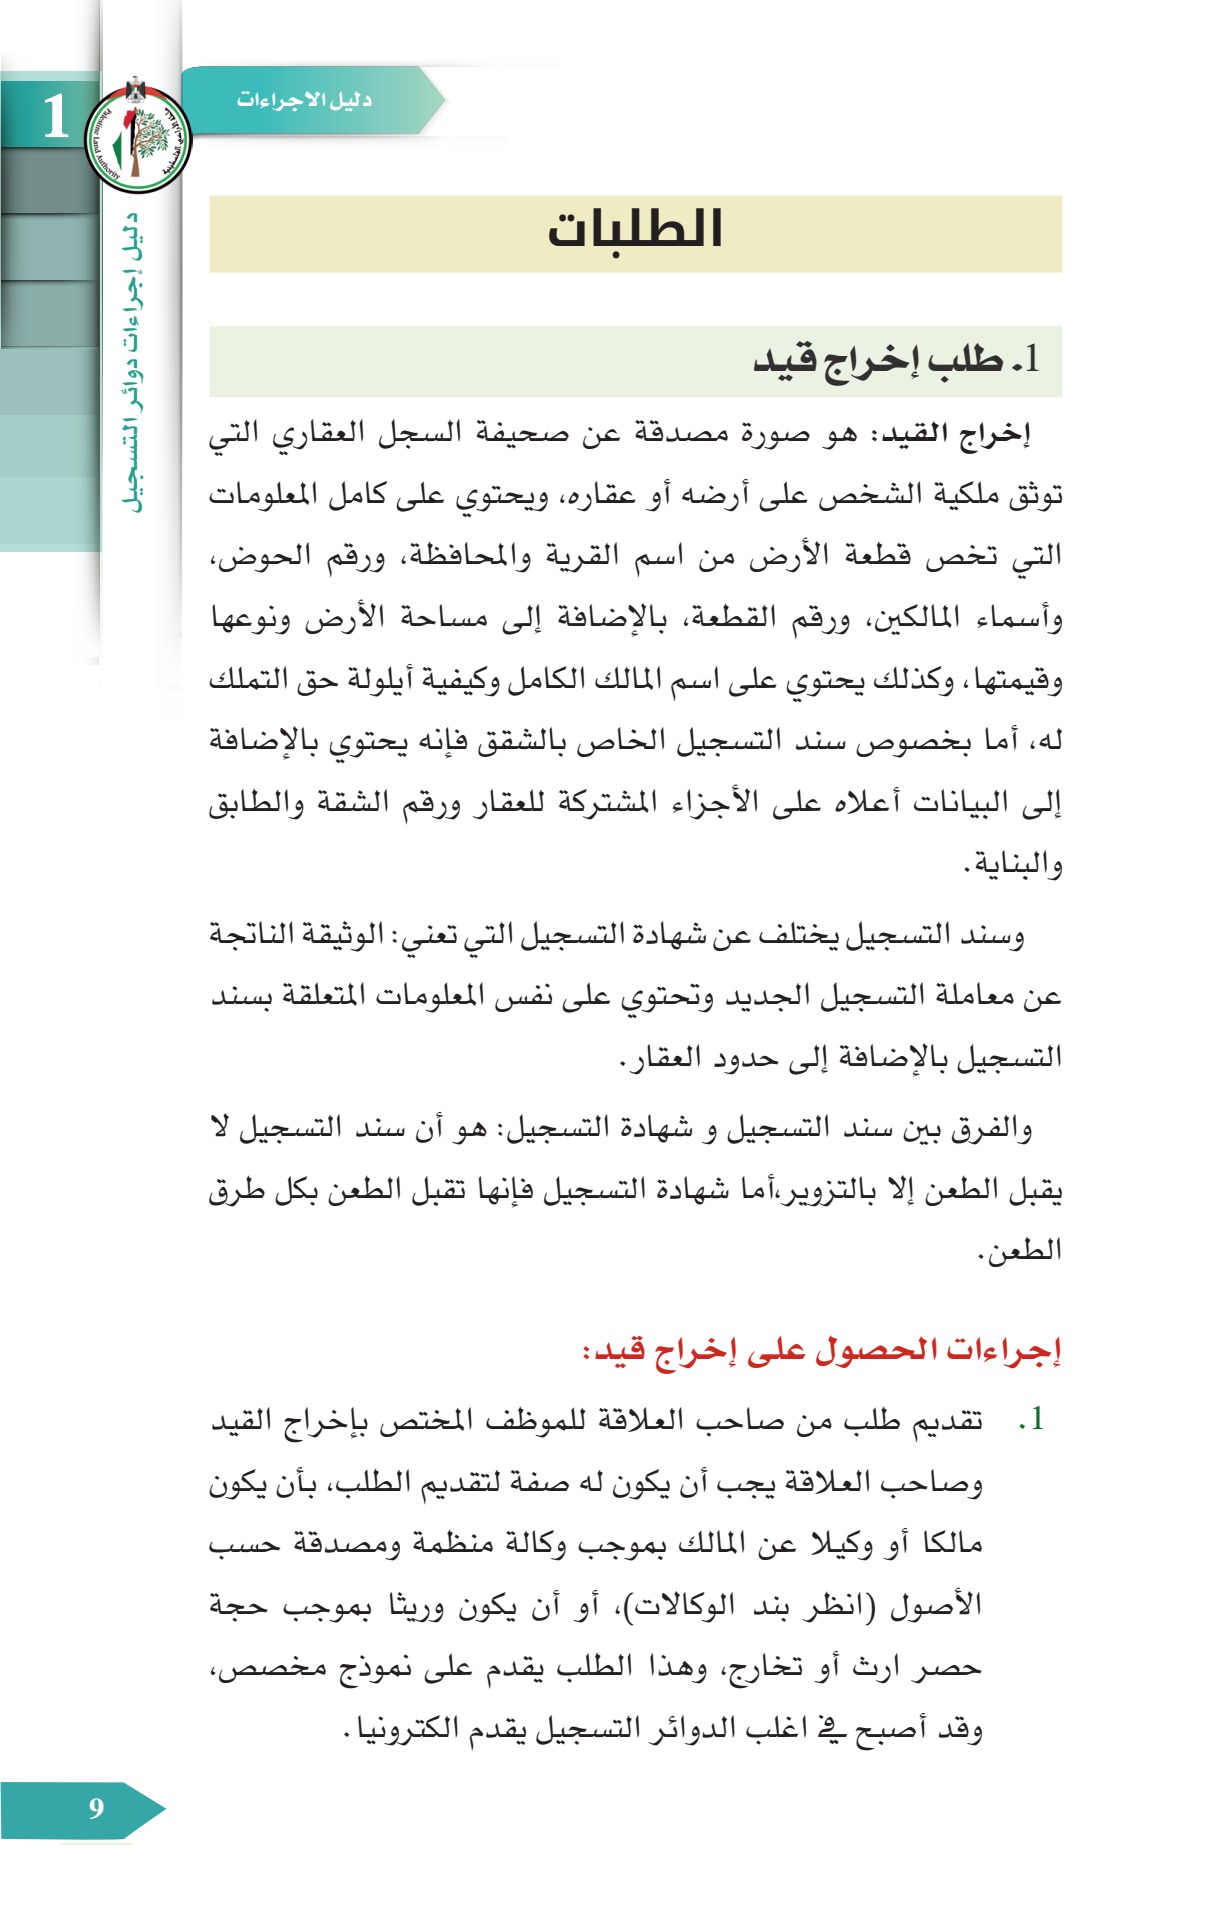 دليل الاجراءات
1
Palestine Land Authority
دليل إجراءات دوائر التسجيل
الطلبات
1. طلب إخراج قيد
إخراج القيد: هو صورة مصدقة عن صحيفة السجل العقاري التي
توثق ملكية الشخص على أرضه أو عقاره، ويحتوي على كامل المعلومات
التي تخص قطعة الأرض من اسم القرية والمحافظة، ورقم الحوض،
وأسماء المالكين، ورقم القطعة، بالإضافة إلى مساحة الأرض ونوعها
وقيمتها، وكذلك يحتوي على اسم المالك الكامل وكيفية أيلولة حق التملك
له، أما بخصوص سند التسجيل الخاص بالشقق فإنه يحتوي بالإضافة
إلى البيانات أعلاه على الأجزاء المشتركة للعقار ورقم الشقة والطابق
والبناية.
وسند التسجيل يختلف عن شهادة التسجيل التي تعني: الوثيقة الناتجة
عن معاملة التسجيل الجديد وتحتوي على نفس المعلومات المتعلقة بسند
التسجيل بالإضافة إلى حدود العقار.
والفرق بين سند التسجيل و شهادة التسجيل: هو أن سند التسجيل لا
يقبل الطعن إلا بالتزوير،أما شهادة التسجيل فإنها تقبل الطعن بكل طرق
الطعن.
إجراءات الحصول على إخراج قيد:
1. تقديم طلب من صاحب العلاقة للموظف المختص بإخراج القيد
وصاحب العلاقة يجب أن يكون له صفة لتقديم الطلب، بأن يكون
مالكا أو وكيلا عن المالك بموجب وكالة منظمة ومصدقة حسب
الأصول (انظر بند الوكالات)، أو أن يكون وريثا بموجب حجة
حصر ارث أو تخارج، وهذا الطلب يقدم على نموذج مخصص،
وقد أصبح في اغلب الدوائر التسجيل يقدم الكترونيا.
9